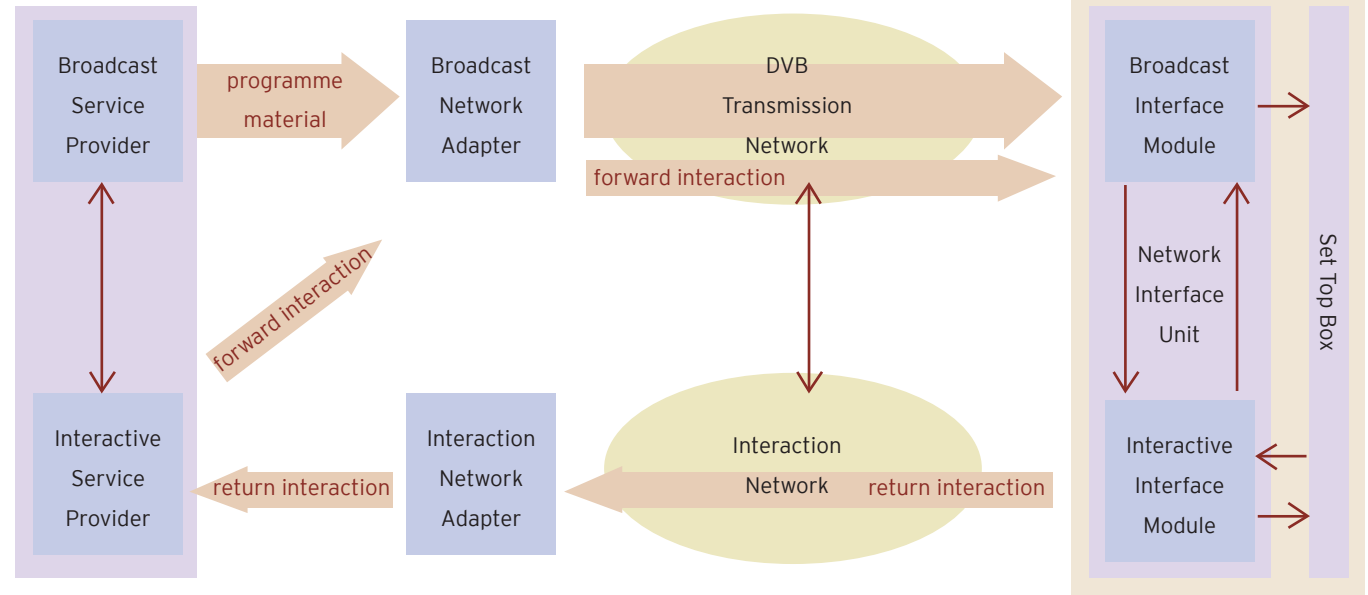 Broadcast
Service
Provider
programme
material
Broadcast
Network
Adapter
DVB
Transmission
Network
forward interaction
Broadcast
Interface
Module
forward interaction
Network
Interface
Unit
Set Top Box
Interactive
Service
Provider
return interaction
Interaction
Network
Adapter
Interaction
Network
return interaction
Interactive
Interface
Module